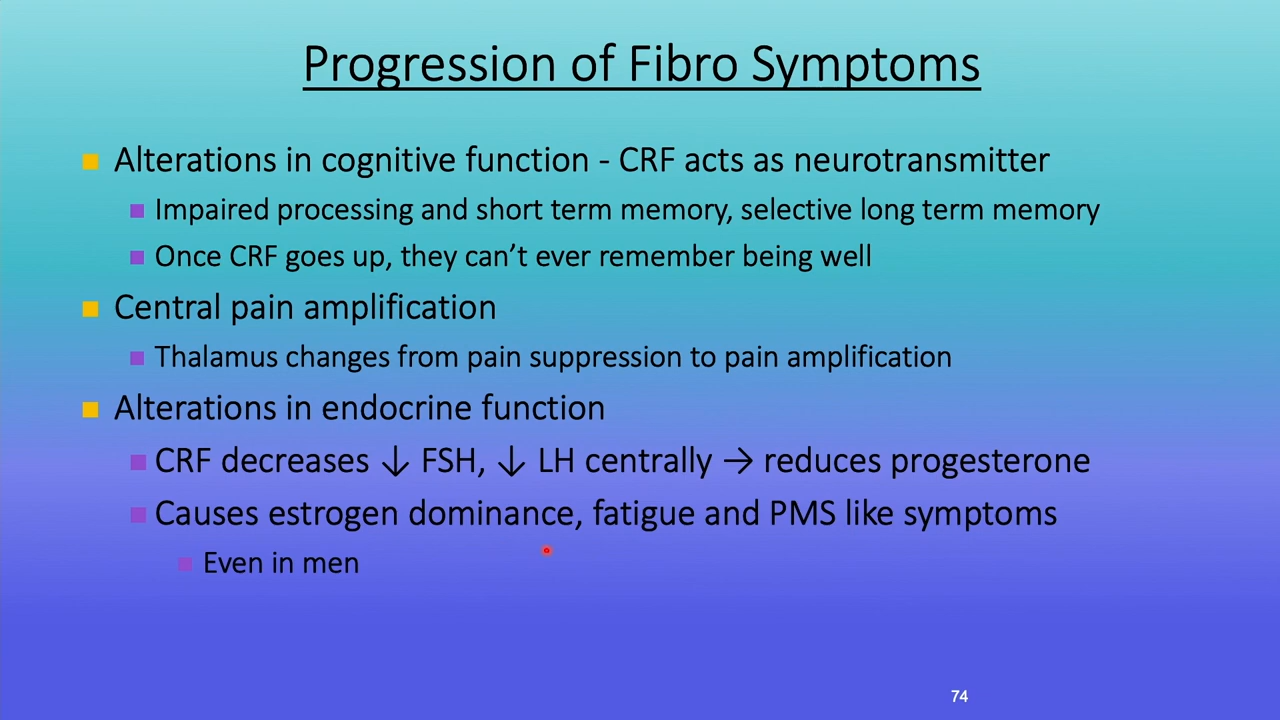 Progression of Fibro Symptoms
Alterations in cognitive function - CRF acts as neurotransmitter
Impaired processing and short term memory, selective long term memory
Once CRF goes up, they can’t ever remember being well
Central pain amplification
Thalamus changes from pain suppression to pain amplification
Alterations in endocrine function
CRF decreases ↓ FSH, ↓ LH centrally → reduces progesterone
Causes estrogen dominance, fatigue and PMS like symptoms
Even in men
74